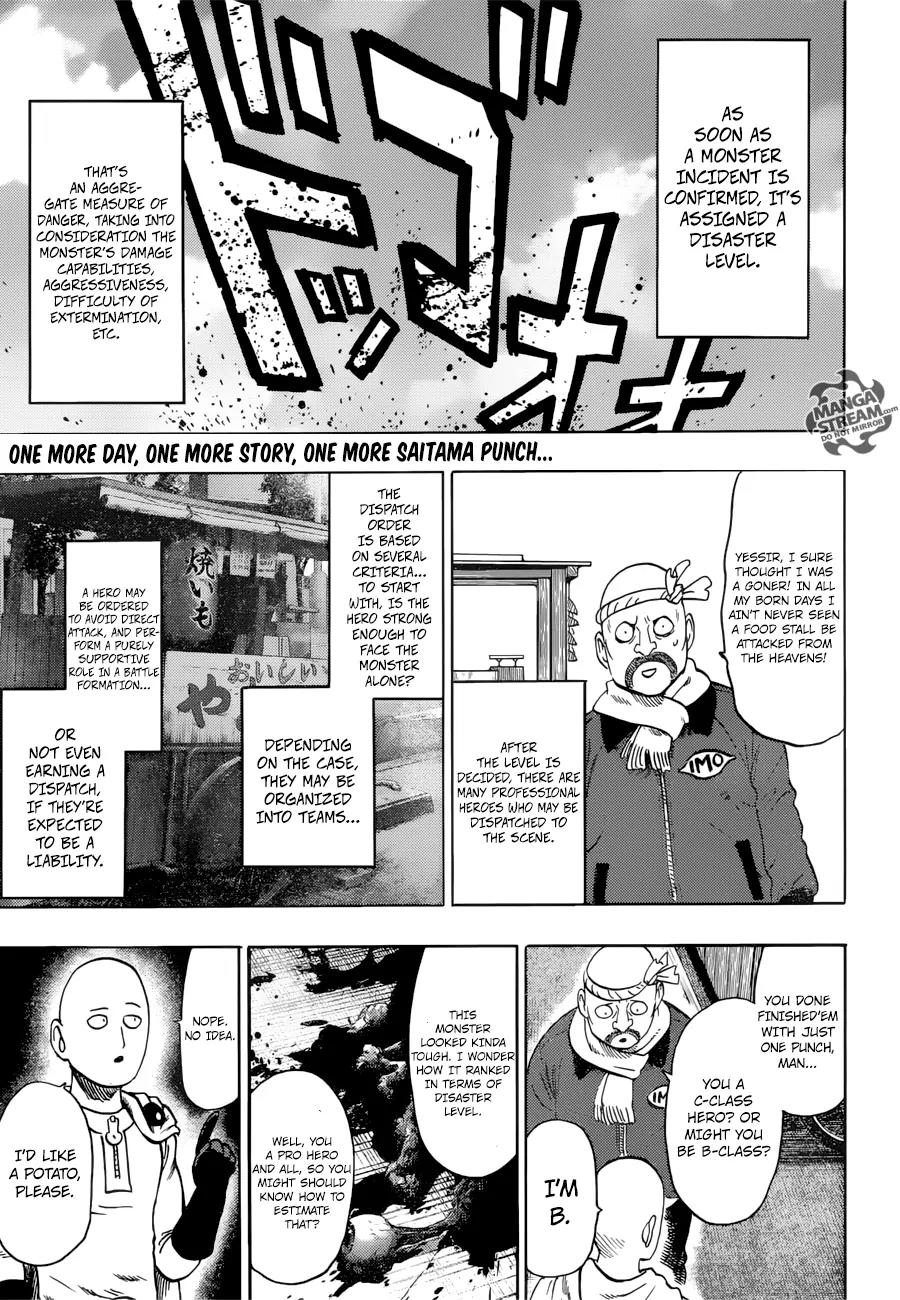 AS
SOON AS
A MONSTER
INCIDENT IS
CONFIRMED, IT'S
ASSIGNED A
DISASTER
LEVEL.
ドゴォォ
THAT'S
AN AGGRE-
GATE MEASURE OF
DANGER, TAKING INTO
CONSIDERATION THE
MONSTER'S DAMAGE
CAPABILITIES,
AGGRESSIVENESS,
DIFFICULTY OF
EXTERMINATION,
ETC.
MANGA
STREAM.com
DO NOT MIRROR
ONE MORE DAY, ONE MORE STORY, ONE MORE SAITAMA PUNCH...
YESSIR, I SURE
THOUGHT I WAS
A GONER! IN ALL
MY BORN DAYS I
AIN'T NEVER SEEN
A FOOD STALL BE
ATTACKED FROM
THE HEAVENS!
IMO
AFTER
THE LEVEL IS
DECIDED, THERE ARE
MANY PROFESSIONAL
HEROES WHO MAY BE
DISPATCHED TO
THE SCENE.
THE
DISPATCH
ORDER
IS BASED
ON SEVERAL
CRITERIA...
TO START
WITH, IS THE
HERO STRONG
ENOUGH TO
FACE THE
MONSTER
ALONE?
DEPENDING
ON THE CASE,
THEY MAY BE
ORGANIZED
INTO TEAMS...
焼いも
おいしい
や
A HERO MAY
BE ORDERED
TO AVOID DIRECT
ATTACK, AND PER-
FORM A PURELY
SUPPORTIVE
ROLE IN A BATTLE
FORMATION...
OR
NOT EVEN
EARNING A
DISPATCH,
IF THEY'RE
EXPECTED
TO BE A
LIABILITY.
YOU DONE
FINISHED'EM
WITH JUST
ONE PUNCH,
MAN...
YOU A
C-CLASS
HERO? OR
MIGHT YOU
BE B-CLASS?
IMO
I'M
B.
THIS
MONSTER
LOOKED KINDA
TOUGH. I WONDER
HOW IT RANKED
IN TERMS OF
DISASTER
LEVEL.
WELL, YOU
A PRO HERO
AND ALL, SO YOU
MIGHT SHOULD
KNOW HOW TO
ESTIMATE
THAT?
NOPE.
NO IDEA.
I'D LIKE
A POTATO,
PLEASE.